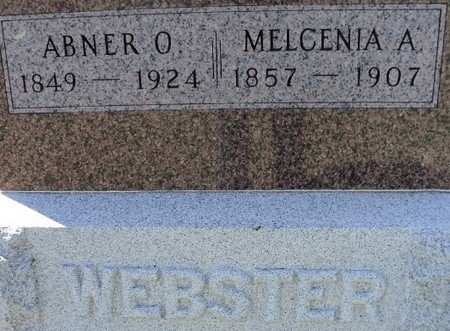 ABNER O MELCENIA A
1849 — 1924 1857 — 1907
WEBSTER